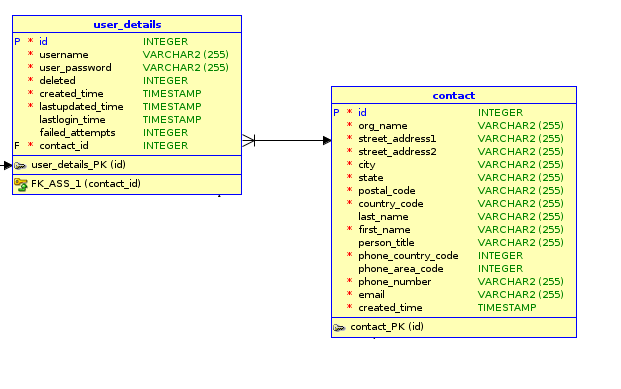 user_details
P * id INTEGER
* username VARCHAR2 (255)
* user_password VARCHAR2 (255)
* deleted INTEGER
* created_time TIMESTAMP
* lastupdated_time TIMESTAMP
lastlogin_time TIMESTAMP
failed_attempts INTEGER
F * contact_id INTEGER
user_details_PK (id)
FK_ASS_1 (contact_id)
contact
P * id INTEGER
* org_name VARCHAR2 (255)
* street_address1 VARCHAR2 (255)
* street_address2 VARCHAR2 (255)
* city VARCHAR2 (255)
* state VARCHAR2 (255)
* postal_code VARCHAR2 (255)
* country_code VARCHAR2 (255)
last_name VARCHAR2 (255)
* first_name VARCHAR2 (255)
person_title VARCHAR2 (255)
* phone_country_code INTEGER
phone_area_code INTEGER
* phone_number VARCHAR2 (255)
* email VARCHAR2 (255)
* created_time TIMESTAMP
contact_PK (id)